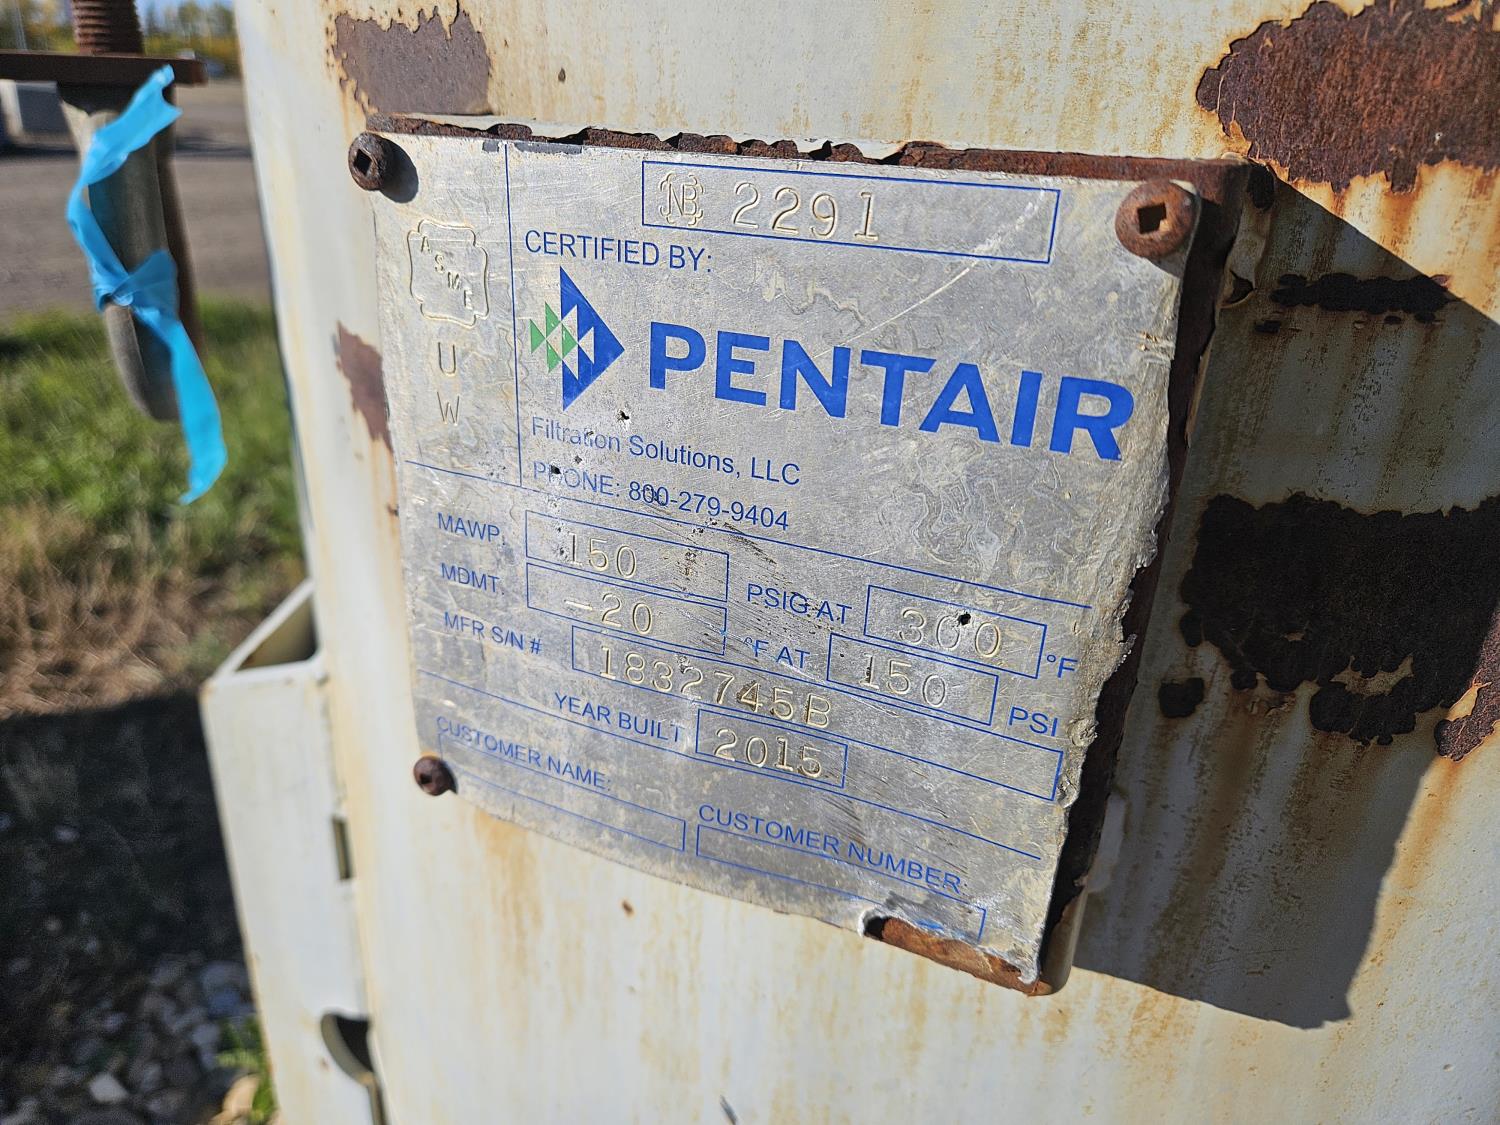 NB 2291
ASME
U
W
CERTIFIED BY:
PENTAIR
Filtration Solutions, LLC
PHONE: 800-279-9404
MAWP. 150 PSIG AT 300 °F
MDMT. -20 °F AT 150 PSI
MFR S/N # 1832745B
YEAR BUILT 2015
CUSTOMER NAME:
CUSTOMER NUMBER: